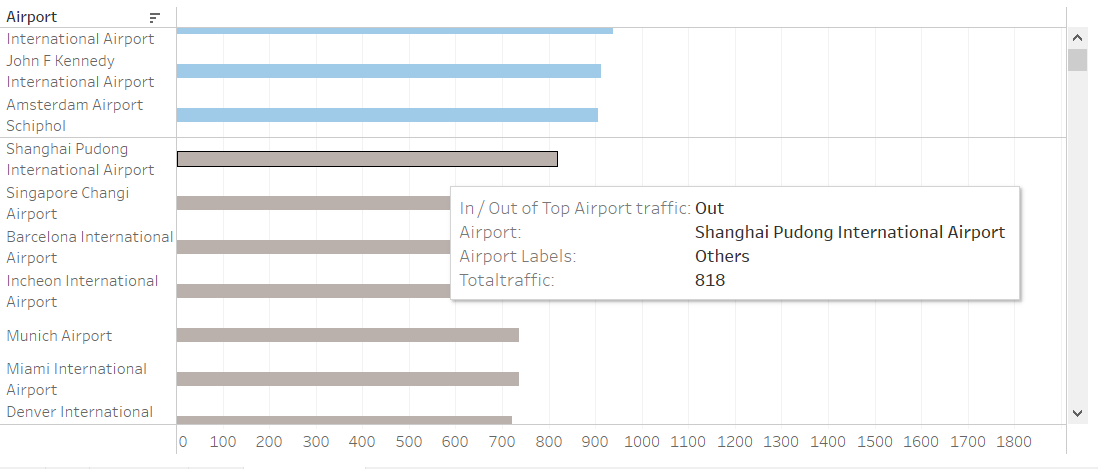 Airport
International Airport
John F Kennedy
International Airport
Amsterdam Airport
Schiphol
Shanghai Pudong
International Airport
Singapore Changi
Airport
Barcelona International
Airport
Incheon International
Airport
Munich Airport
Miami International
Airport
Denver International
In / Out of Top Airport traffic: Out
Airport: Shanghai Pudong International Airport
Airport Labels: Others
Totaltraffic: 818
0 100 200 300 400 500 600 700 800 900 1000 1100 1200 1300 1400 1500 1600 1700 1800